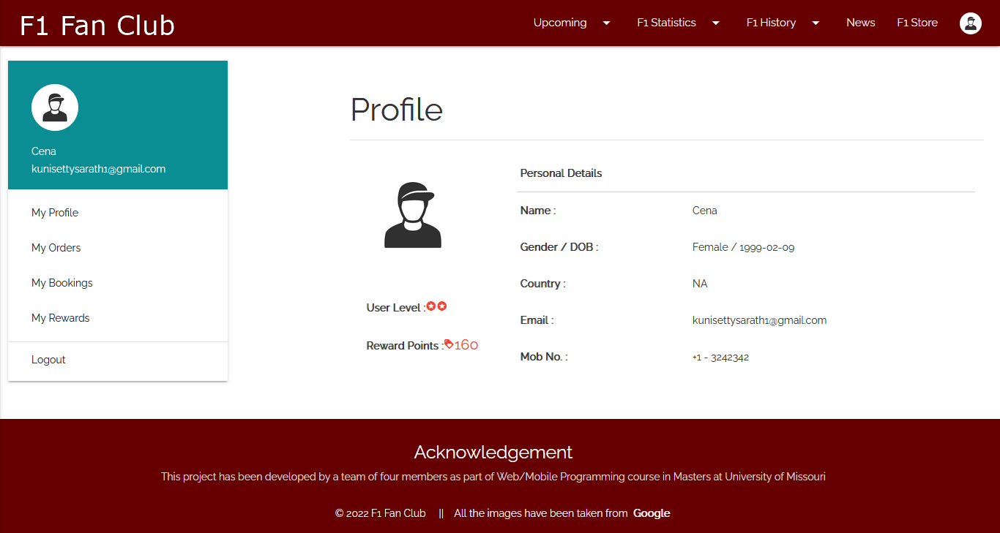 F1 Fan Club
Upcoming
F1 Statistics
F1 History
News
F1 Store
Cena
kunisettysarath1@gmail.com
My Profile
My Orders
My Bookings
My Rewards
Logout
Profile
User Level :
Reward Points :160
Personal Details
Name : Cena
Gender / DOB : Female / 1999-02-09
Country : NA
Email : kunisettysarath1@gmail.com
Mob No. : +1 - 3242342
Acknowledgement
This project has been developed by a team of four members as part of Web/Mobile Programming course in Masters at University of Missouri
© 2022 F1 Fan Club || All the images have been taken from Google